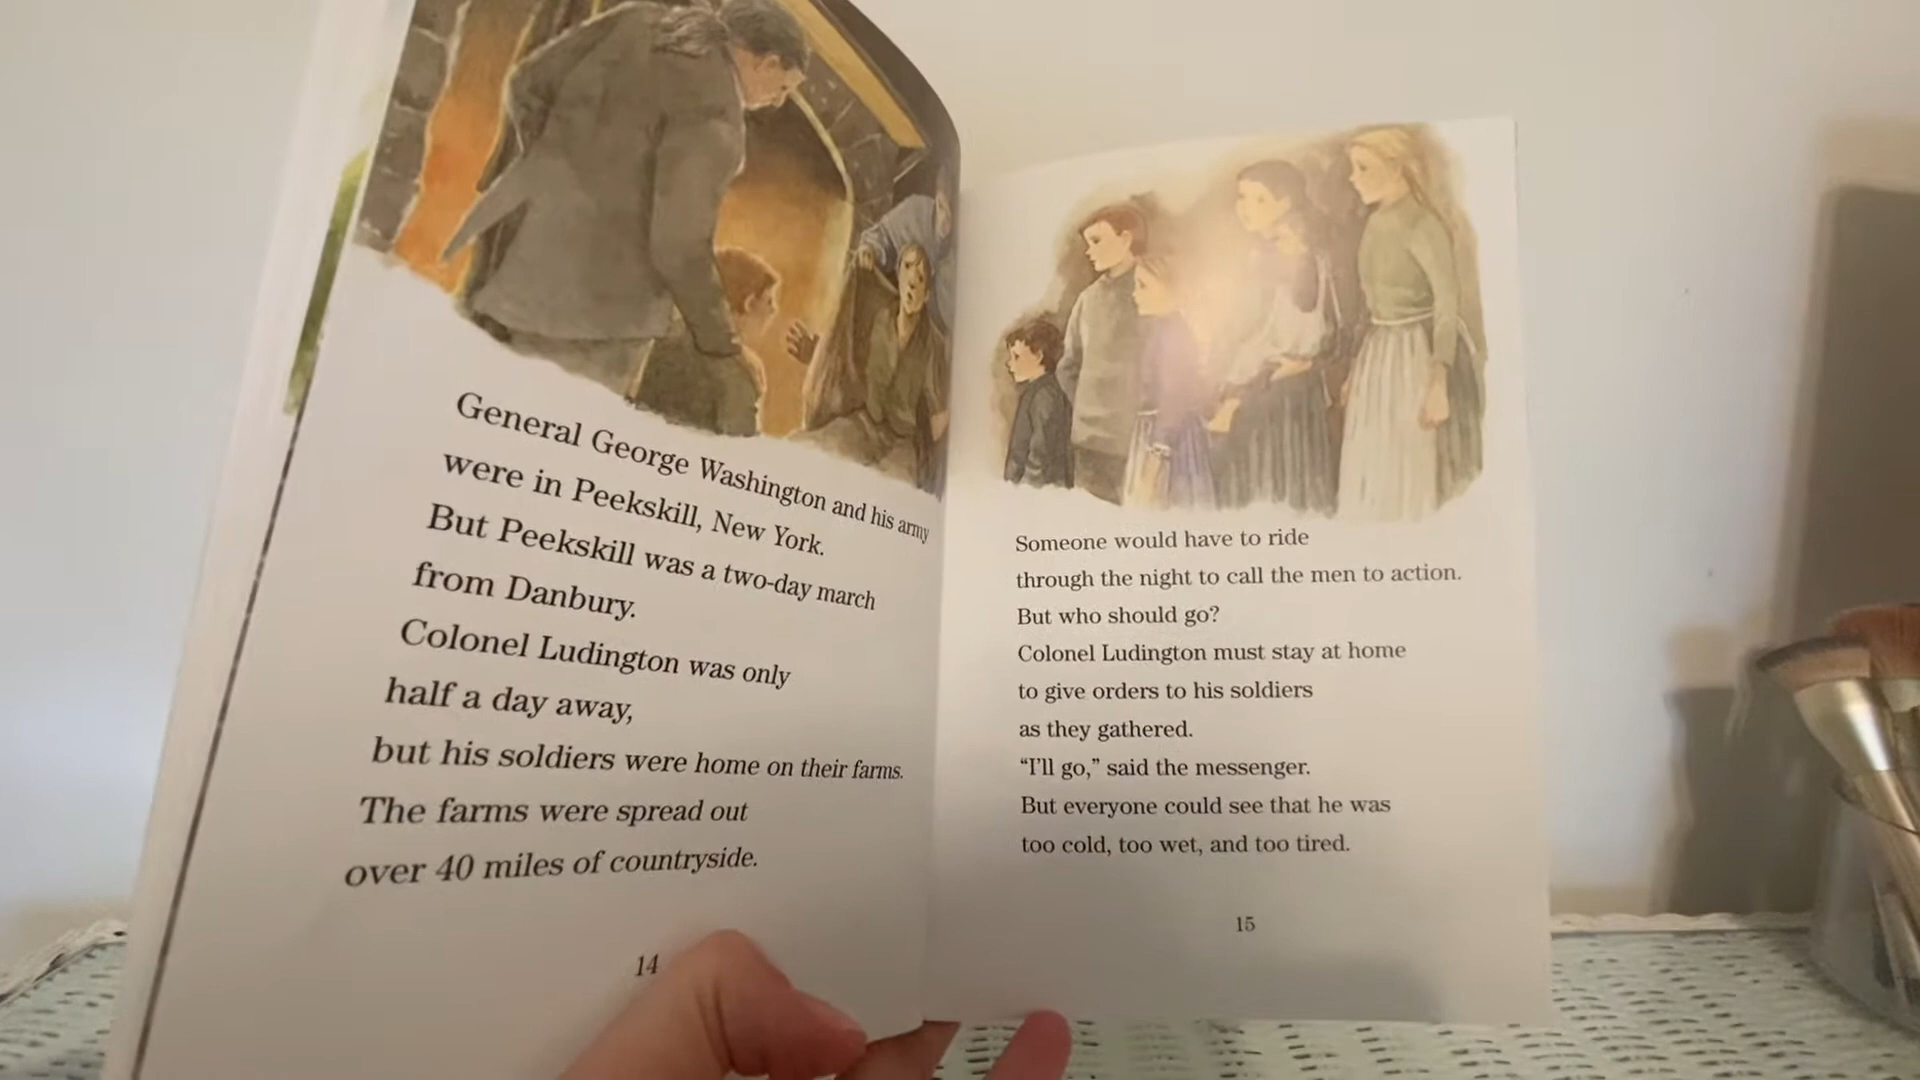 General George Washington and his army
were in Peekskill, New York.
But Peekskill was a two-day march
from Danbury.
Colonel Ludington was only
half a day away,
but his soldiers were home on their farms.
The farms were spread out
over 40 miles of countryside.
14
Someone would have to ride
through the night to call the men to action.
But who should go?
Colonel Ludington must stay at home
to give orders to his soldiers
as they gathered.
“I’ll go,” said the messenger.
But everyone could see that he was
too cold, too wet, and too tired.
15